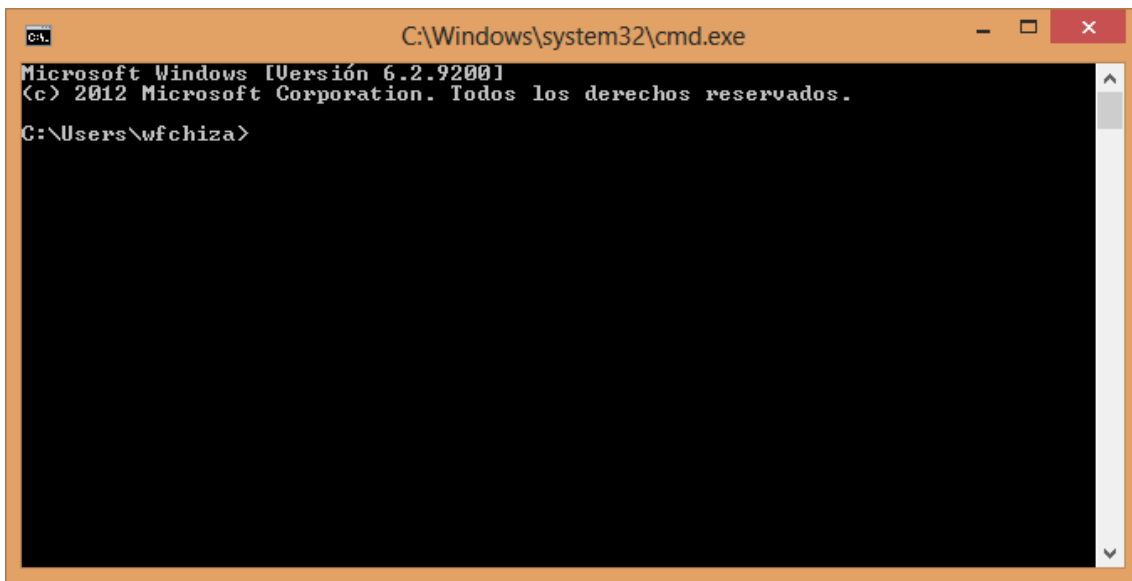 C:\Windows\system32\cmd.exe
Microsoft Windows [Versión 6.2.9200]
(c) 2012 Microsoft Corporation. Todos los derechos reservados.
C:\Users\wfchiza>